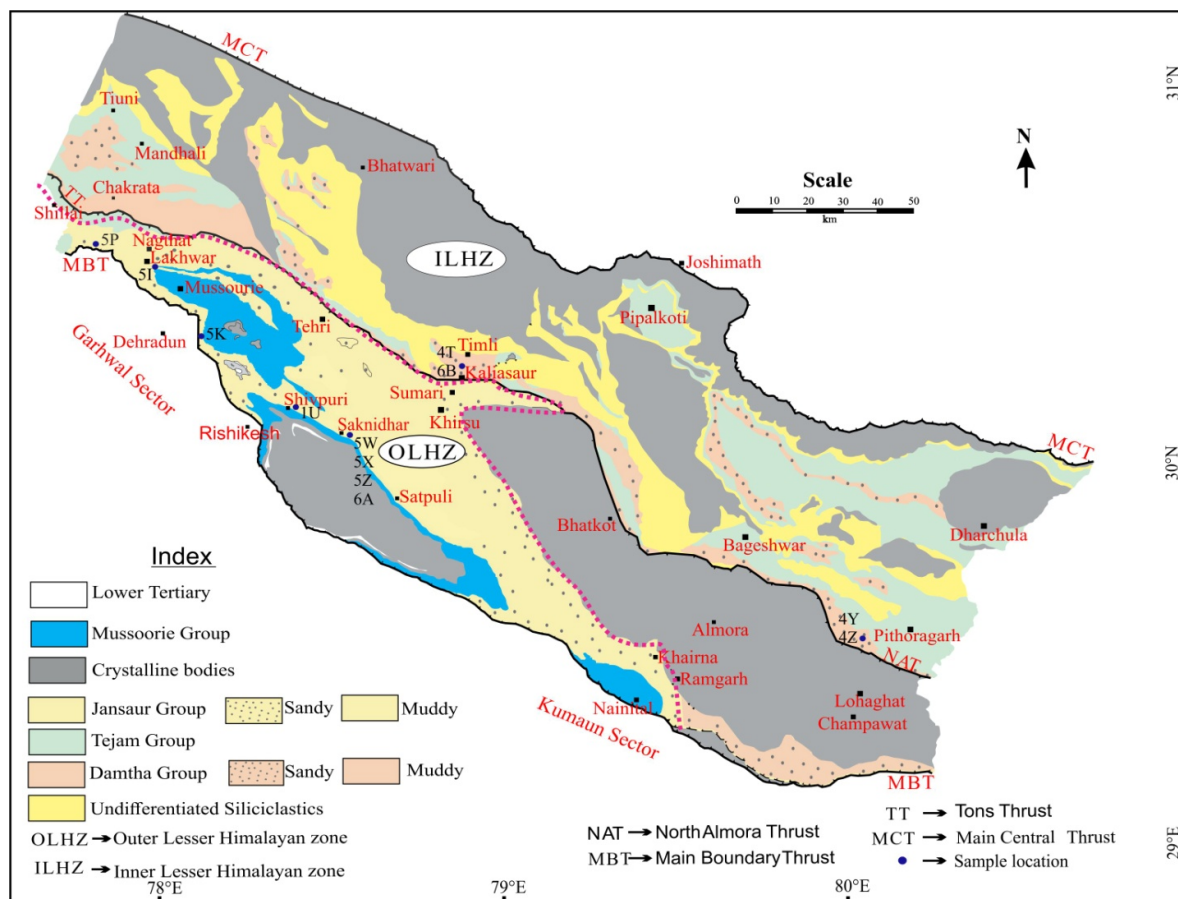 MCT
31°N
Tiuni
Mandhali
Bhatwari
N
Scale
0 10 20 30 40 50
km
Chakrata
TT
Shillai
5P
Nagthat
Lakhwar
MBT
5I
Mussourie
ILHZ
Joshimath
Pipalkoti
Dehradun
5K
Tehri
Garhwal Sector
4T
Timli
6B
Kaliasaur
Sumari
Shivpuri
1U
Khirsu
Rishikesh
Saknidhar
5W
OLHZ
5X
5Z
6A
Satpuli
MCT
30°N
Bhatkot
Bageshwar
Dharchula
Almora
4Y
4Z
Pithoragarh
NAT
Khairna
Ramgarh
Lohaghat
Champawat
Nainital
Kumaun Sector
MBT
Index
Lower Tertiary
Mussoorie Group
Crystalline bodies
Jansaur Group Sandy Muddy
Tejam Group
Damtha Group Sandy Muddy
Undifferentiated Siliciclastics
OLHZ → Outer Lesser Himalayan zone
ILHZ → Inner Lesser Himalayan zone
NAT → North Almora Thrust
MBT → Main Boundary Thrust
TT → Tons Thrust
MCT → Main Central Thrust
→ Sample location
29°E
78°E
79°E
80°E